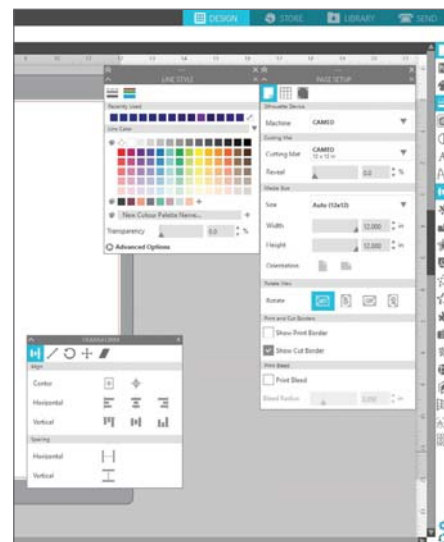 DESIGN STORE LIBRARY SEND
LINE STYLE
Recently Used
Line Color
New Colour Palette Name...
Transparency 0.0 %
Advanced Options
PAGE SETUP
Silhouette Device
Machine CAMEO
Cutting Mat
Cutting Mat CAMEO
12 x 12 in
Reveal 0.0 %
Media Size
Size Auto (12x12)
Width 12.000 in
Height 12.000 in
Orientation
Rotate View
Rotate
Print and Cut Borders
Show Print Border
Show Cut Border
Print Bleed
Print Bleed
Bleed Radius in
TRANSFORM
Align
Center
Horizontal
Vertical
Spacing
Horizontal
Vertical